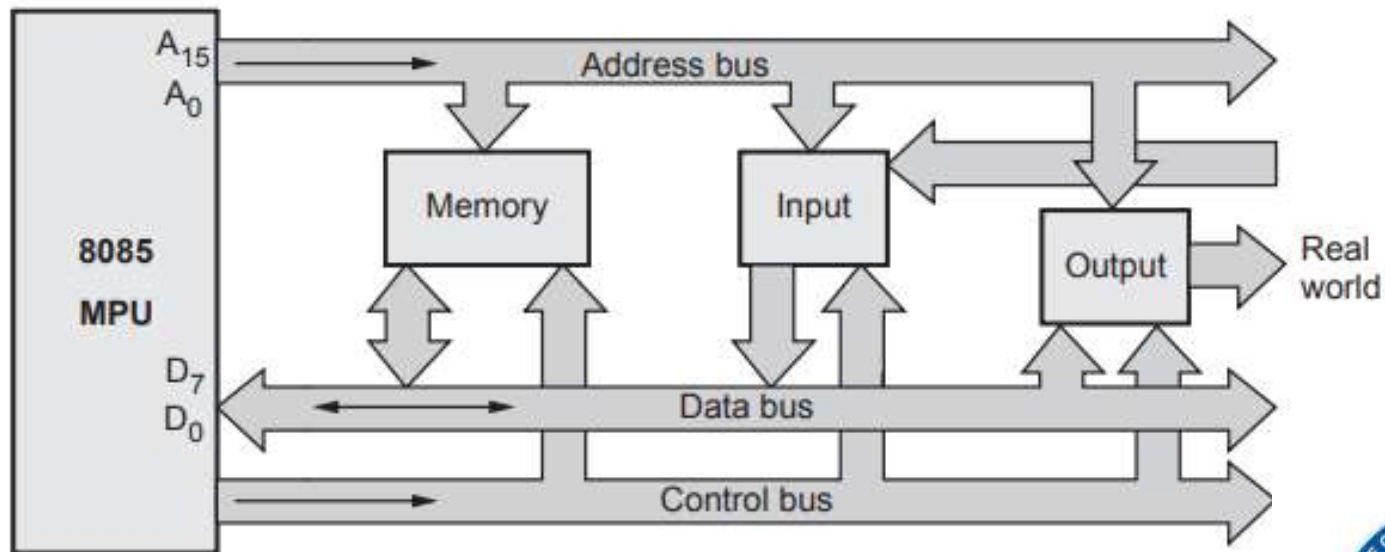 A15
A0
Address bus
Memory
Input
Output
Real
world
8085
MPU
D7
D0
Data bus
Control bus